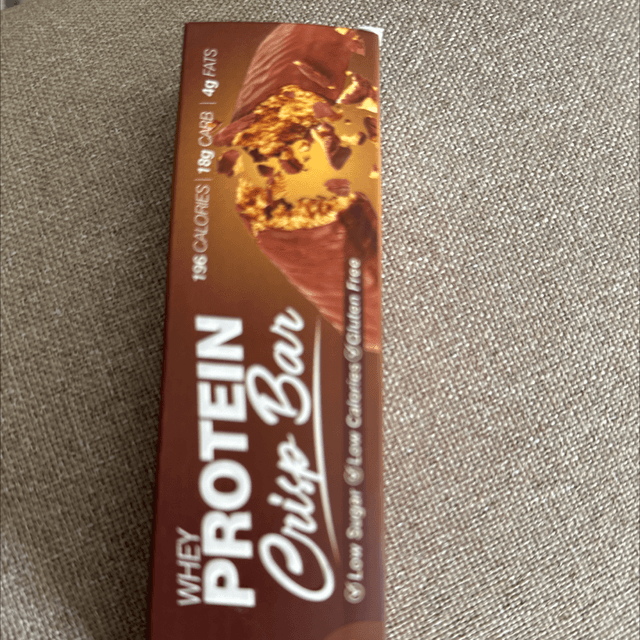 WHEY
PROTEIN
Crisp Bar
196 CALORIES | 18g CARB | 4g FATS
Low Sugar Low Calories Gluten Free